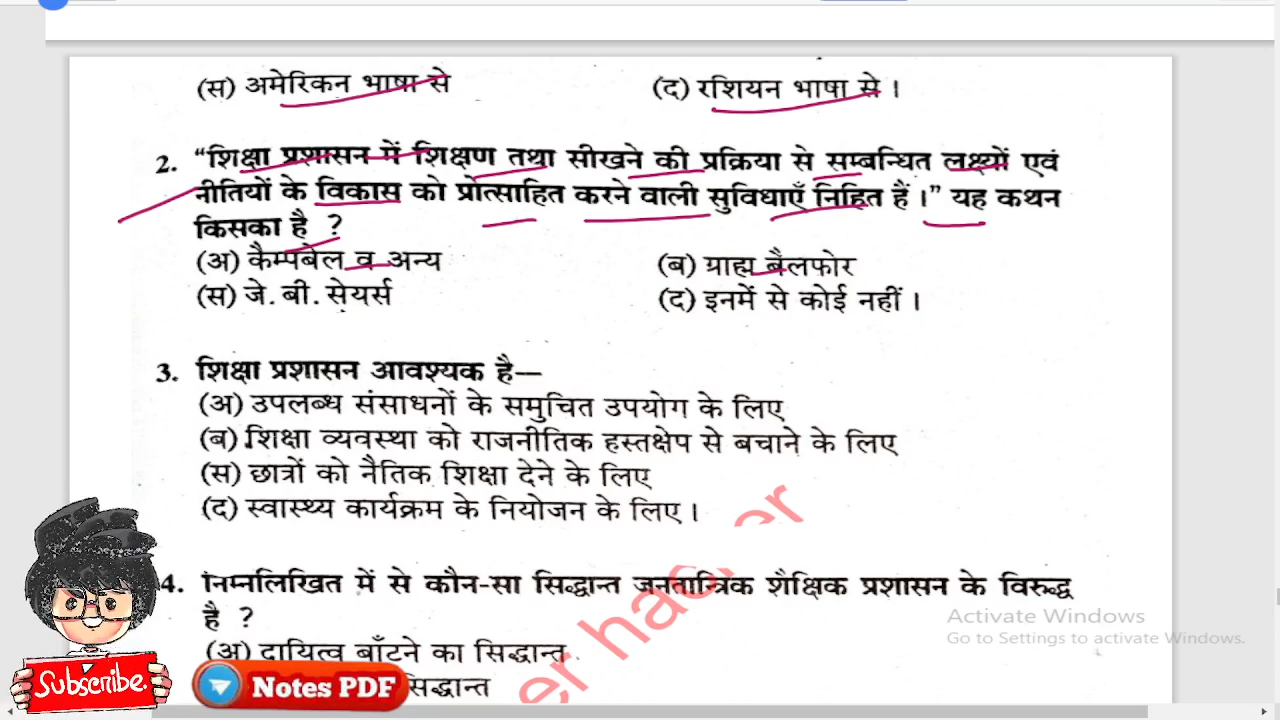 (स) अमेरिकन भाषा से (द) रशियन भाषा से ।
2. “शिक्षा प्रशासन में शिक्षण तथा सीखने की प्रक्रिया से सम्बन्धित लक्ष्यों एवं
नीतियों के विकास को प्रोत्साहित करने वाली सुविधाएँ निहित हैं ।” यह कथन
किसका है ?
(अ) कैम्पबेल व अन्य (ब) ग्राह्म बैलफोर
(स) जे. बी. सेयर्स (द) इनमें से कोई नहीं ।
3. शिक्षा प्रशासन आवश्यक है—
(अ) उपलब्ध संसाधनों के समुचित उपयोग के लिए
(ब) शिक्षा व्यवस्था को राजनीतिक हस्तक्षेप से बचाने के लिए
(स) छात्रों को नैतिक शिक्षा देने के लिए
(द) स्वास्थ्य कार्यक्रम के नियोजन के लिए ।
4. निम्नलिखित में से कौन-सा सिद्धान्त जनतान्त्रिक शैक्षिक प्रशासन के विरुद्ध
है ?
(अ) दायित्व बाँटने का सिद्धान्त
सिद्धान्त
Activate Windows
Go to Settings to activate Windows.
Subscribe.
Notes PDF